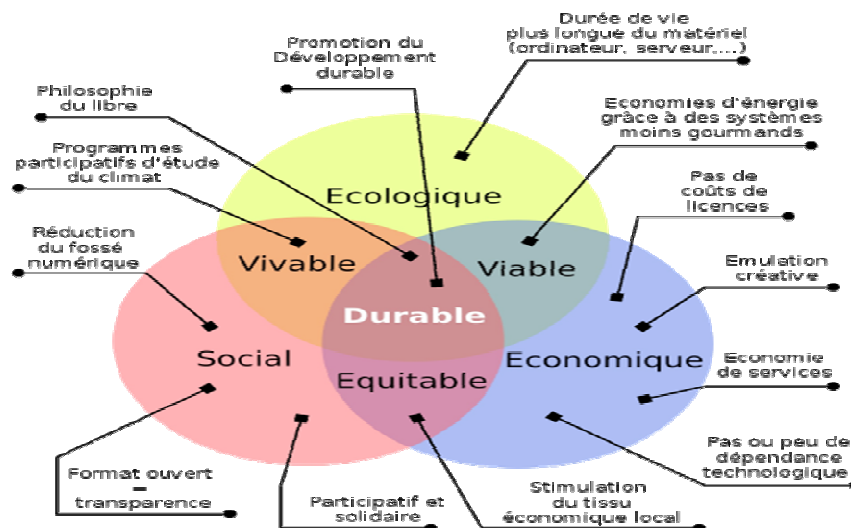 Durée de vie
plus longue du matériel
(ordinateur, serveur,...)
Promotion du
Développement
durable
Philosophie
du libre
Economies d'énergie
grâce à des systèmes
moins gourmands
Programmes
participatifs d'étude
du climat
Pas de
coûts de
licences
Ecologique
Réduction
du fossé
numérique
Vivable
Viable
Emulation
créative
Durable
Social
Economique
Economie
de services
Equitable
Pas ou peu de
dépendance
technologique
Format ouvert
=
transparence
Participatif et
solidaire
Stimulation
du tissu
économique local